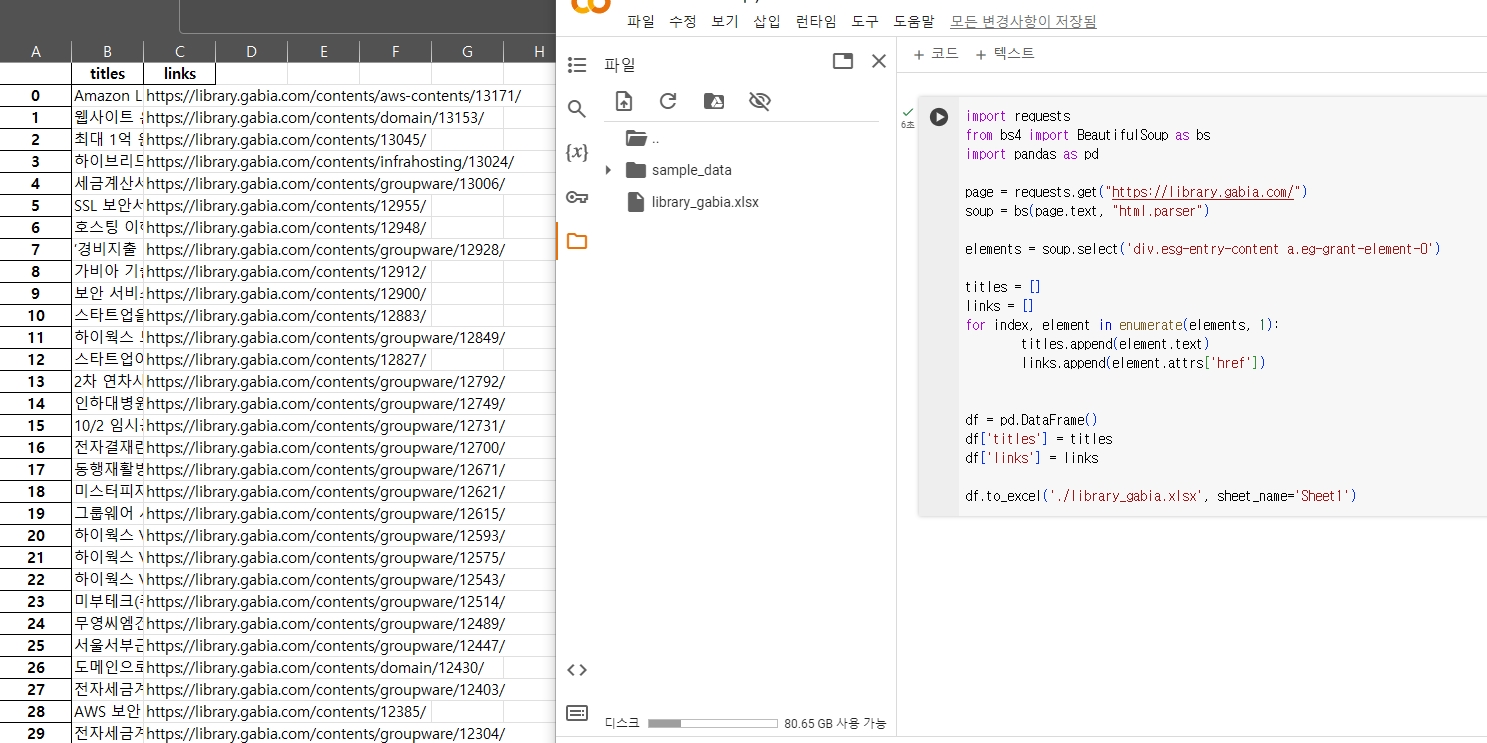 A B C D E F G H
titles links
0 Amazon L https://library.gabia.com/contents/aws-contents/13171/
1 웹사이트 https://library.gabia.com/contents/domain/13153/
2 최대 1억 https://library.gabia.com/contents/13045/
3 하이브리드 https://library.gabia.com/contents/infrahosting/13024/
4 세금계산서 https://library.gabia.com/contents/groupware/13006/
5 SSL 보안서 https://library.gabia.com/contents/12955/
6 호스팅 https://library.gabia.com/contents/12948/
7 ‘경비지출 https://library.gabia.com/contents/groupware/12928/
8 가비아 https://library.gabia.com/contents/12912/
9 보안 https://library.gabia.com/contents/12900/
10 스타트업을 https://library.gabia.com/contents/12883/
11 하이웍스 https://library.gabia.com/contents/groupware/12849/
12 스타트업이 https://library.gabia.com/contents/12827/
13 2차 연차 https://library.gabia.com/contents/groupware/12792/
14 인하대병원 https://library.gabia.com/contents/groupware/12749/
15 10/2 임시 https://library.gabia.com/contents/groupware/12731/
16 전자결재란 https://library.gabia.com/contents/groupware/12700/
17 동행재활병 https://library.gabia.com/contents/groupware/12671/
18 미스터피자 https://library.gabia.com/contents/groupware/12621/
19 그룹웨어 https://library.gabia.com/contents/groupware/12615/
20 하이웍스 https://library.gabia.com/contents/groupware/12593/
21 하이웍스 https://library.gabia.com/contents/groupware/12575/
22 하이웍스 https://library.gabia.com/contents/groupware/12543/
23 미부테크( https://library.gabia.com/contents/groupware/12514/
24 무영씨엠건 https://library.gabia.com/contents/groupware/12489/
25 서울서부근 https://library.gabia.com/contents/groupware/12447/
26 도메인으로 https://library.gabia.com/contents/domain/12430/
27 전자세금계 https://library.gabia.com/contents/groupware/12403/
28 AWS 보안 https://library.gabia.com/contents/12385/
29 전자세금계 https://library.gabia.com/contents/groupware/12304/
파일 수정 보기 삽입 런타임 도구 도움말 모든 변경사항이 저장됨
파일
..
sample_data
library_gabia.xlsx
{x}
디스크 80.65 GB 사용 가능
+ 코드 + 텍스트
6초
import requests
from bs4 import BeautifulSoup as bs
import pandas as pd
page = requests.get("https://library.gabia.com/")
soup = bs(page.text, "html.parser")
elements = soup.select('div.esg-entry-content a.eg-grant-element-0')
titles = []
links = []
for index, element in enumerate(elements, 1):
titles.append(element.text)
links.append(element.attrs['href'])
df = pd.DataFrame()
df['titles'] = titles
df['links'] = links
df.to_excel('./library_gabia.xlsx', sheet_name='Sheet1')